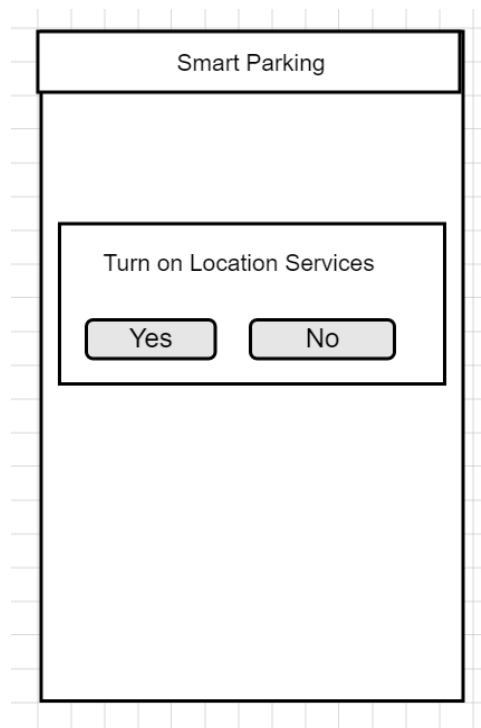 Smart Parking
Turn on Location Services
Yes No